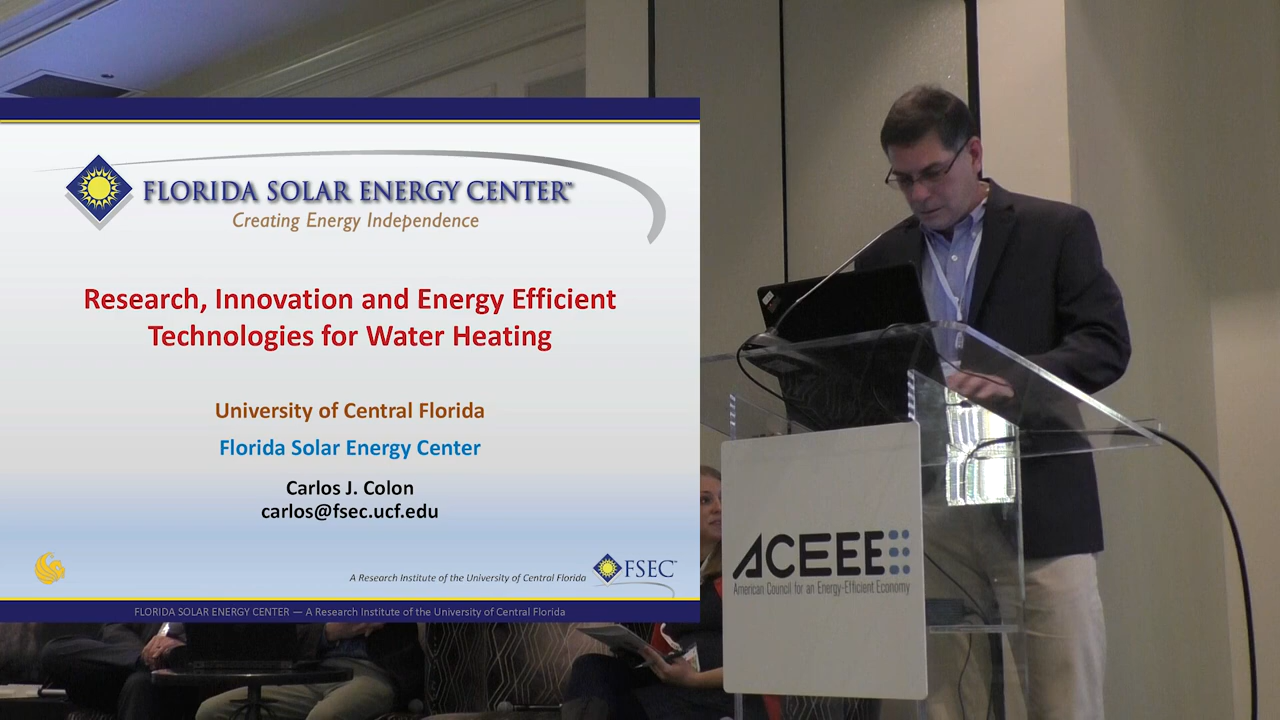 FLORIDA SOLAR ENERGY CENTER™
Creating Energy Independence
Research, Innovation and Energy Efficient
Technologies for Water Heating
University of Central Florida
Florida Solar Energy Center
Carlos J. Colon
carlos@fsec.ucf.edu
A Research Institute of the University of Central Florida
FSEC™
FLORIDA SOLAR ENERGY CENTER — A Research Institute of the University of Central Florida
ACEEE
American Council for an Energy-Efficient Economy